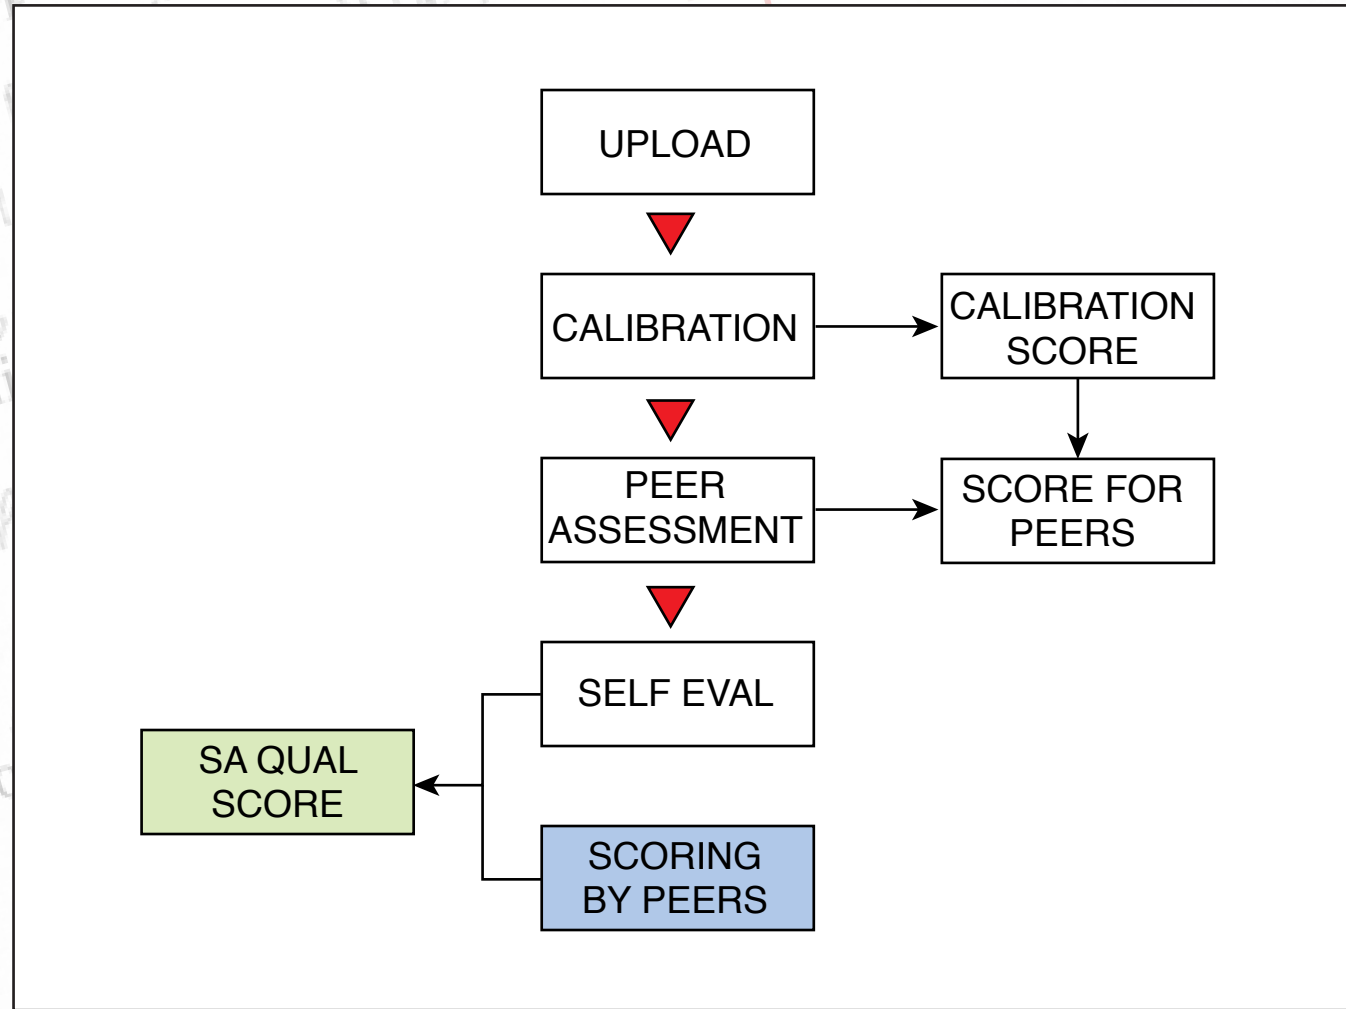 UPLOAD
CALIBRATION
CALIBRATION
SCORE
PEER
ASSESSMENT
SCORE FOR
PEERS
SELF EVAL
SA QUAL
SCORE
SCORING
BY PEERS